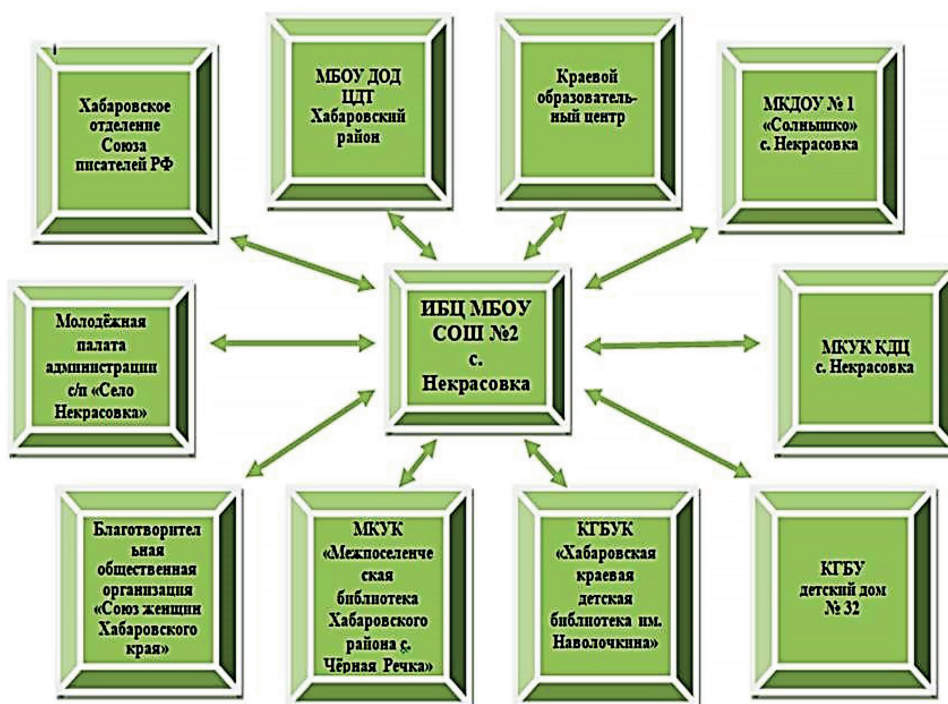 Хабаровское
отделение
Союза
писателей РФ
МБОУ ДОД
ЦДТ
Хабаровский
район
Краевой
образователь-
ный центр
МКДОУ № 1
«Солнышко»
с. Некрасовка
Молодёжная
палата
администрации
с/п «Село
Некрасовка»
ИБЦ МБОУ
СОШ №2
с.
Некрасовка
МКУК КДЦ
с. Некрасовка
Благотворител
ьная
общественная
организация
«Союз женщин
Хабаровского
края»
МКУК
«Межпоселенче
ская
библиотека
Хабаровского
района с.
Чёрная Речка»
КГБУК
«Хабаровская
краевая
детская
библиотека им.
Наволочкина»
КГБУ
детский дом
№ 32